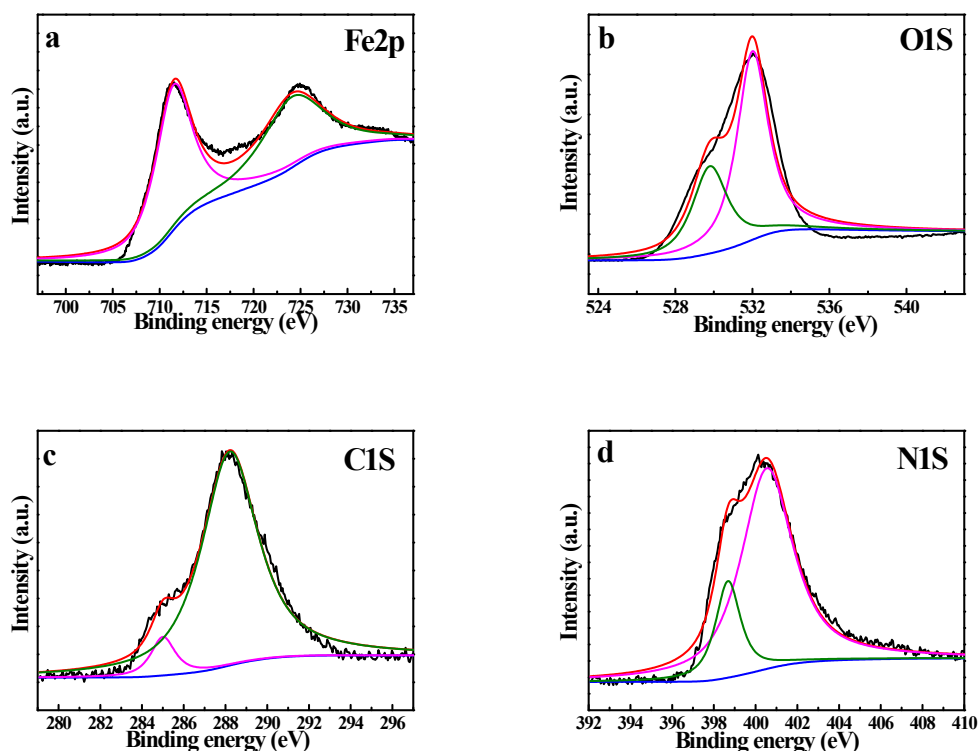 a
Fe2p
Intensity (a.u.)
700 705 710 715 720 725 730 735
Binding energy (eV)
b
O1S
Intensity (a.u.)
524 528 532 536 540
Binding energy (eV)
c
C1S
Intensity (a.u.)
280 282 284 286 288 290 292 294 296
Binding energy (eV)
d
N1S
Intensity (a.u.)
392 394 396 398 400 402 404 406 408 410
Binding energy (eV)